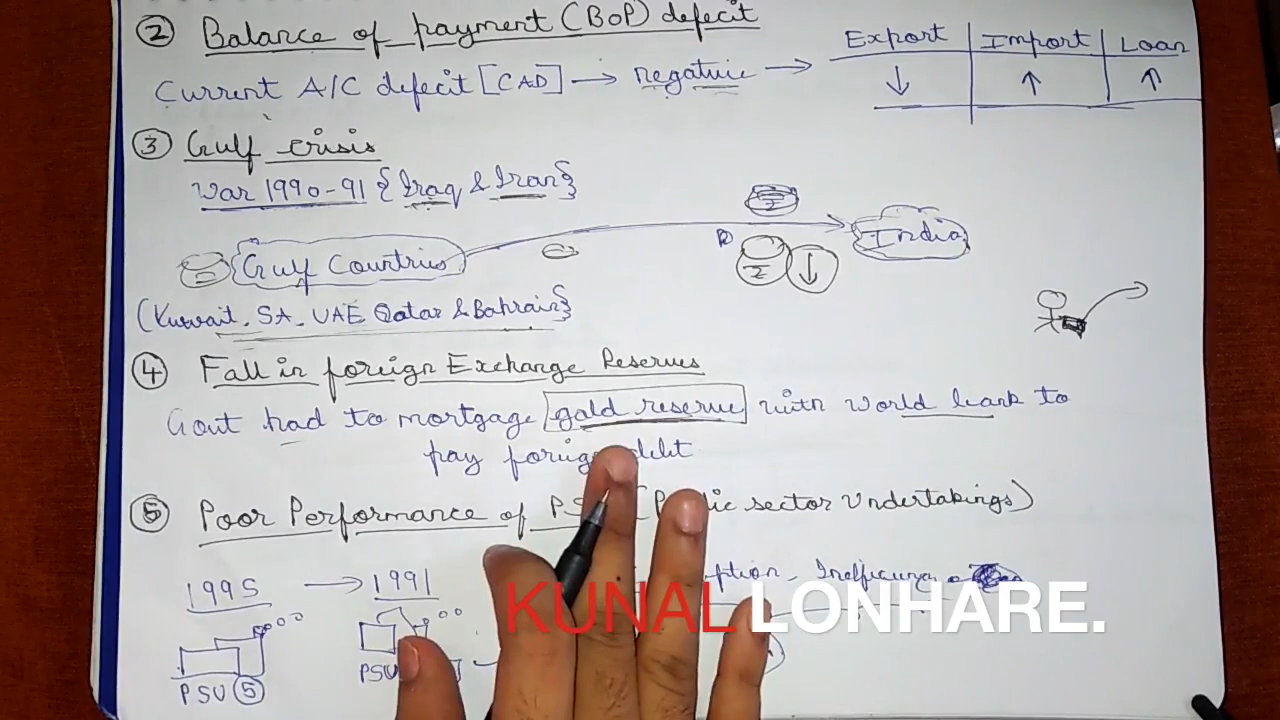 ② Balance of payment (BOP) deficit
Current A/C deficit [CAD] → negative →
Export | Import | Loan
↓ | ↑ | ↑
③ Gulf crisis
War 1990-91 {Iraq & Iran}
Gulf Countries → India
(Kuwait, SA, UAE Qatar & Bahrain}
④ Fall in foreign Exchange Reserves
Govt had to mortgage gold reserve with world bank to
pay foreign debt
⑤ Poor Performance of (Public sector Undertakings)
1995 → 1991
KUNAL LONHARE.
PSU ⑤ PSU